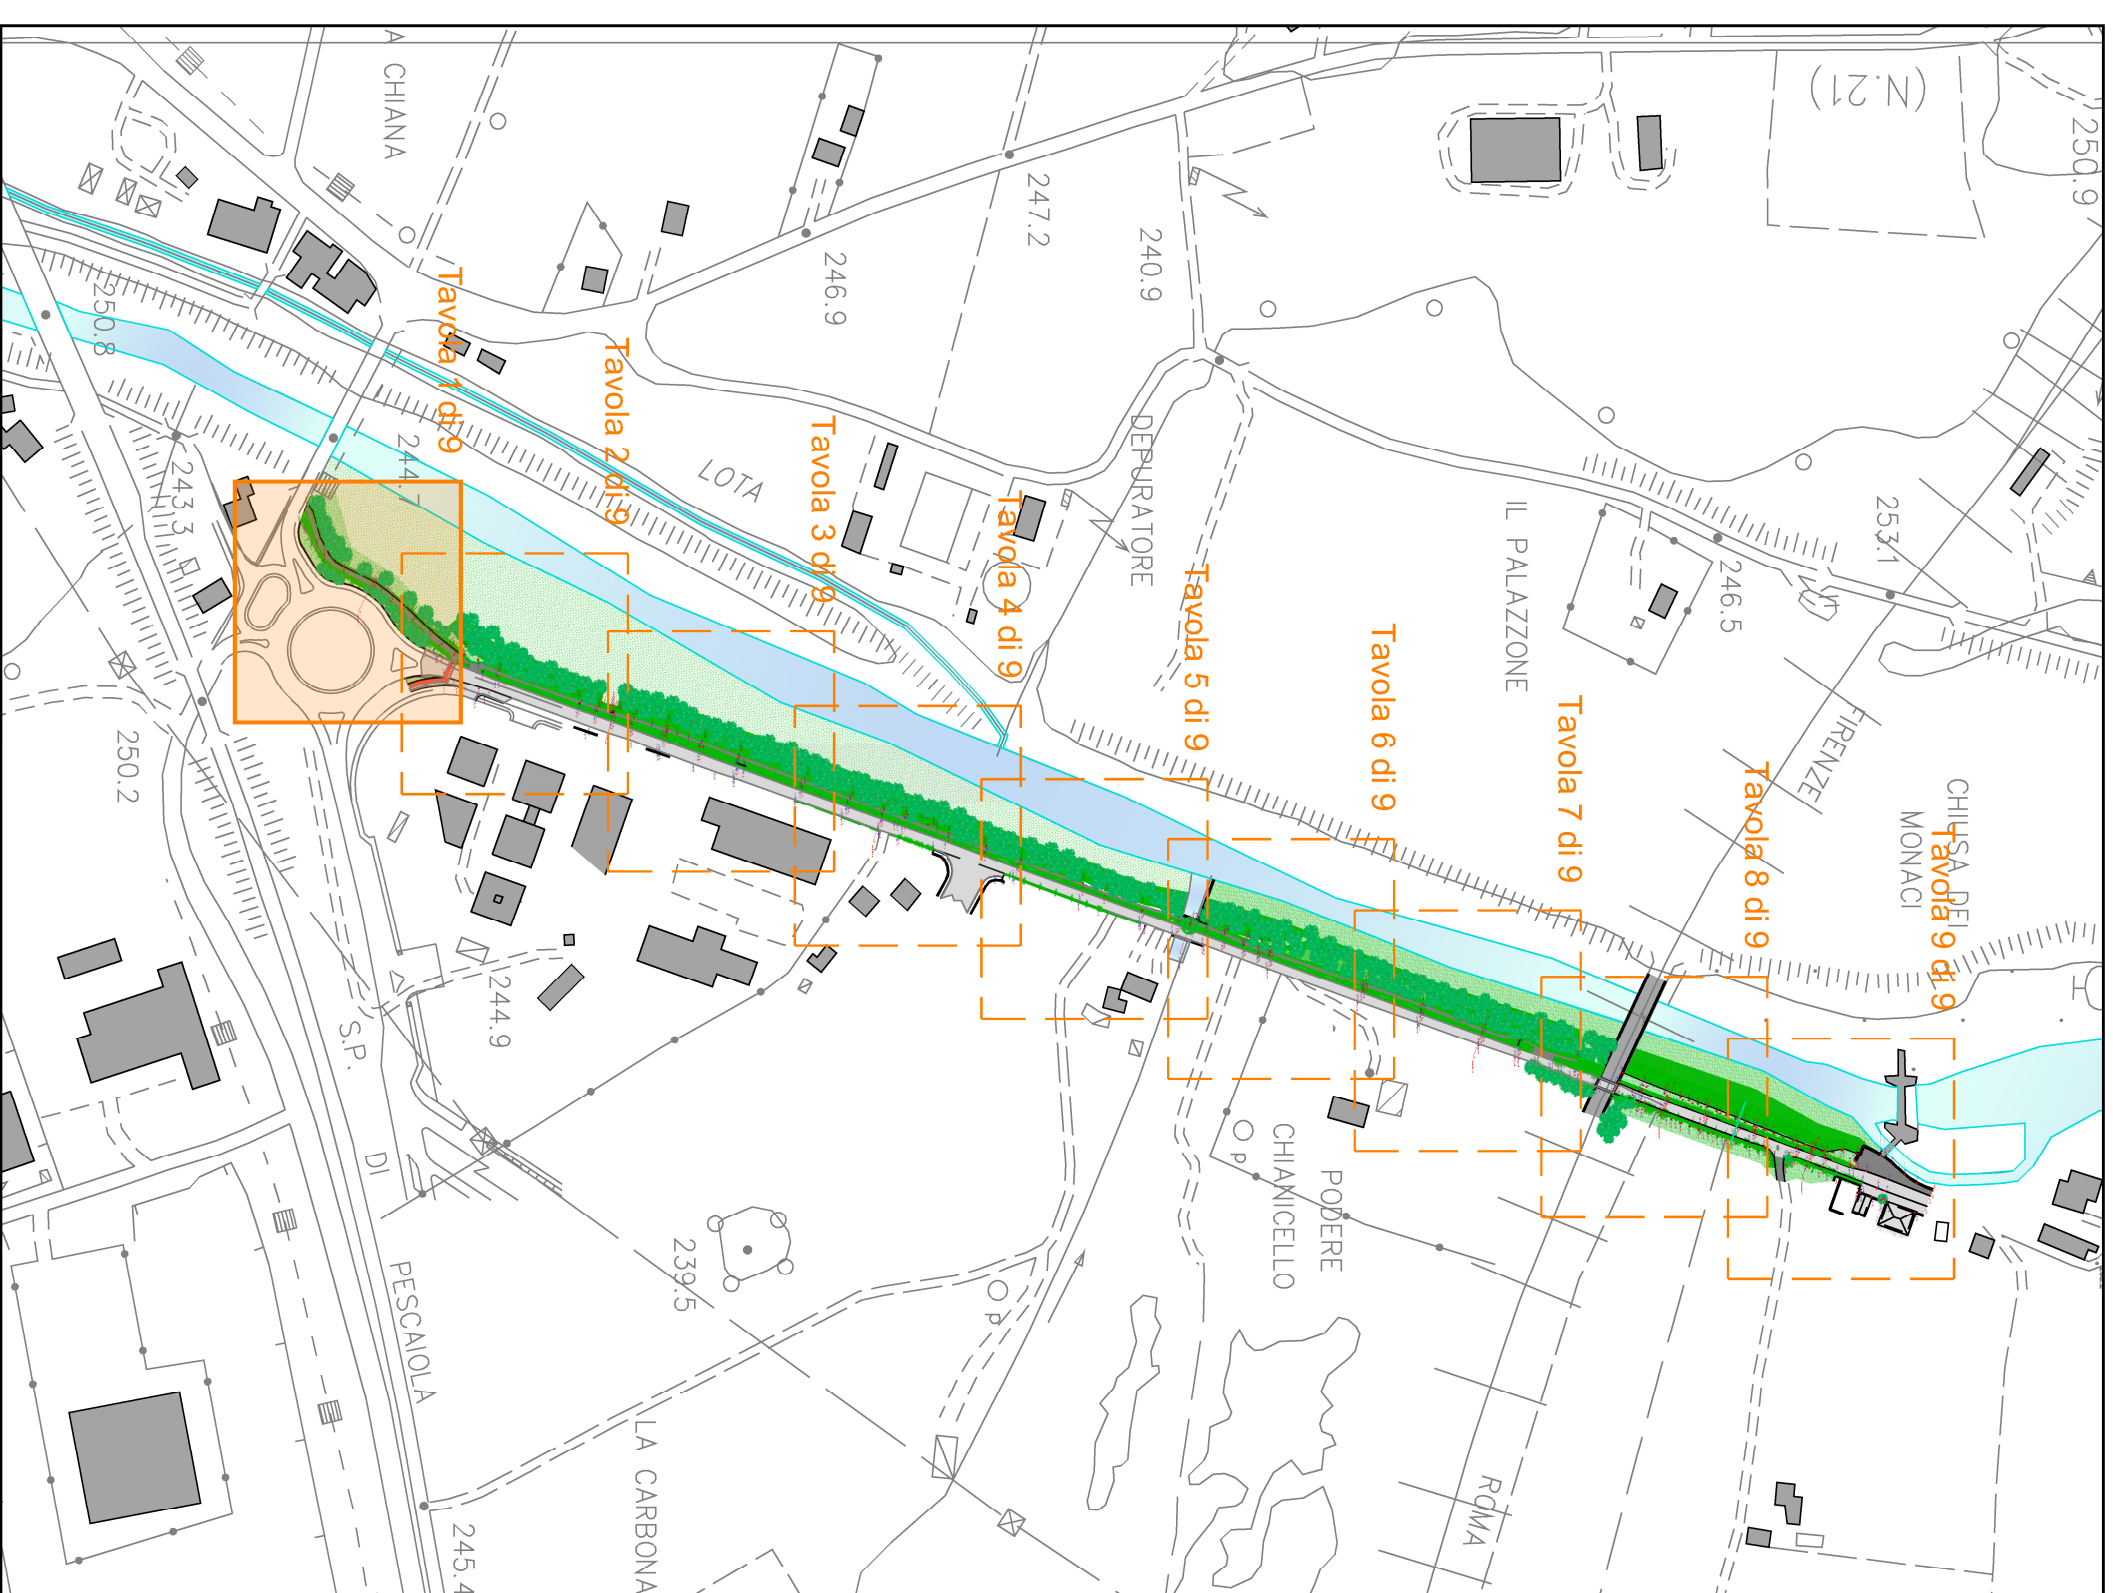 A CHIANA
(N.21)
250.9
247.2
240.9
246.9
250.8
Tavola 1 di 9
Tavola 2 di 9
Tavola 3 di 9
Tavola 4 di 9
Tavola 5 di 9
Tavola 6 di 9
Tavola 7 di 9
Tavola 8 di 9
Tavola 9 di 9
243.3
LOTA
DEPURATORE
IL PALAZZONE
246.5
253.1
FIRENZE
CHIUSA DEI
MONACI
250.2
244.9
S.P.
DI
PESCAIOLA
239.5
p
p
PODERE
CHIANICELLO
ROMA
LA CARBONA
245.4